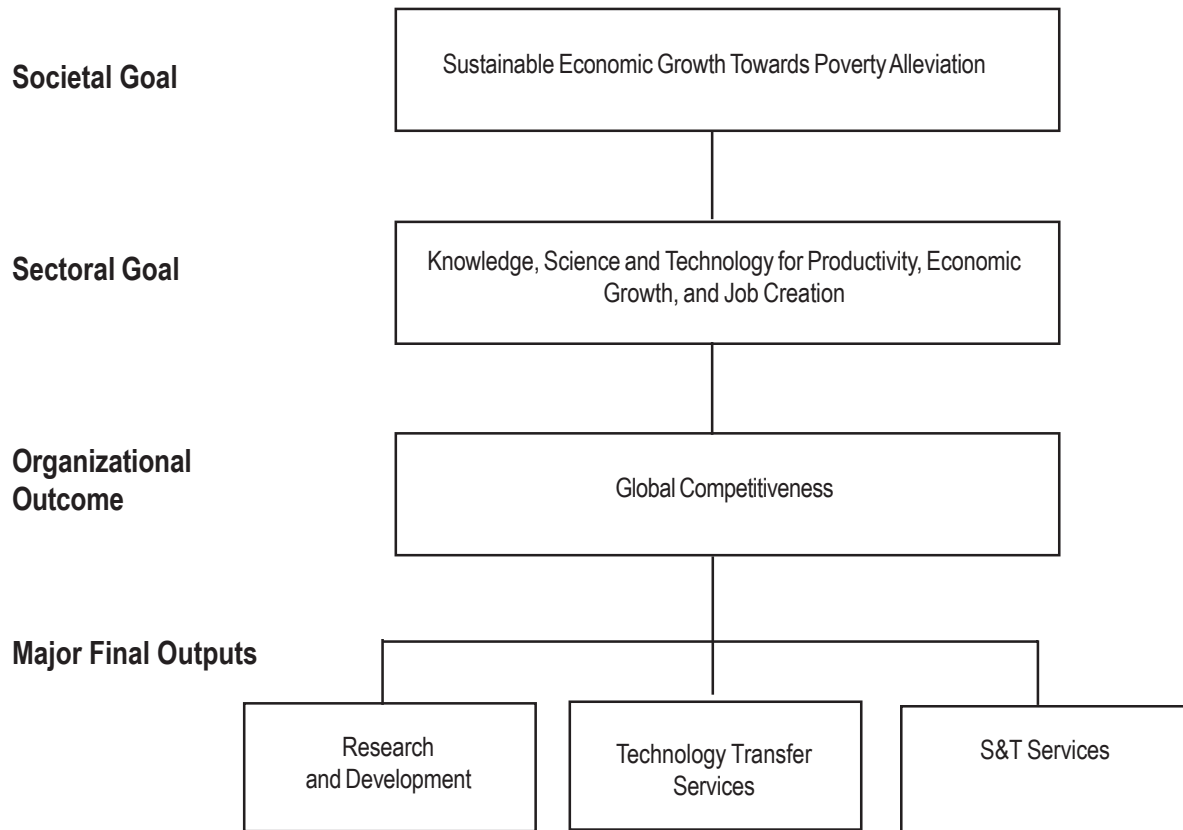 Societal Goal
Sustainable Economic Growth Towards Poverty Alleviation
Sectoral Goal
Knowledge, Science and Technology for Productivity, Economic
Growth, and Job Creation
Organizational
Outcome
Global Competitiveness
Major Final Outputs
Research
and Development
Technology Transfer
Services
S&T Services